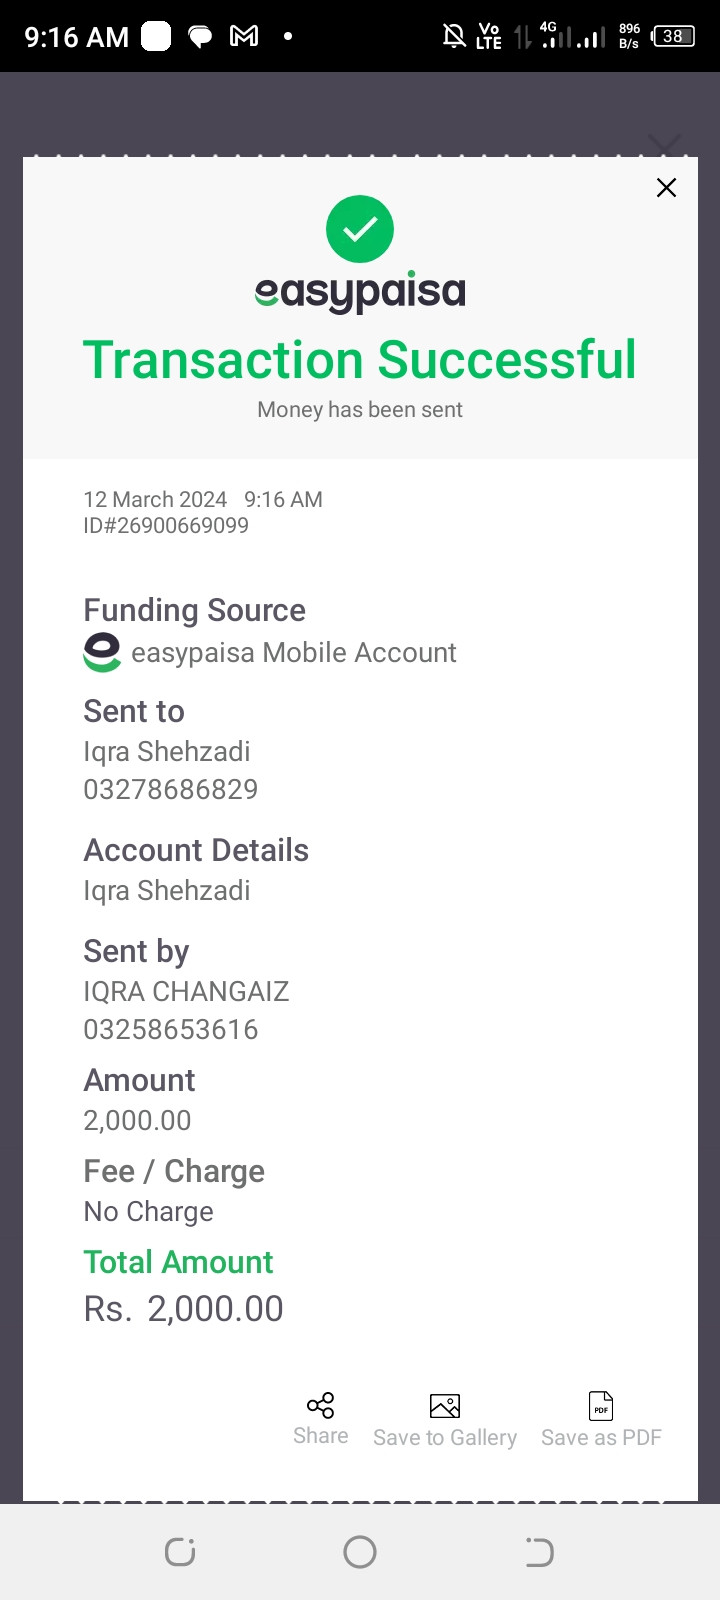 9:16 AM
Vo
LTE
4G
896
B/s
38
easypaisa
Transaction Successful
Money has been sent
12 March 2024 9:16 AM
ID#26900669099
Funding Source
easypaisa Mobile Account
Sent to
Iqra Shehzadi
03278686829
Account Details
Iqra Shehzadi
Sent by
IQRA CHANGAIZ
03258653616
Amount
2,000.00
Fee / Charge
No Charge
Total Amount
Rs. 2,000.00
PDF
Share
Save to Gallery
Save as PDF